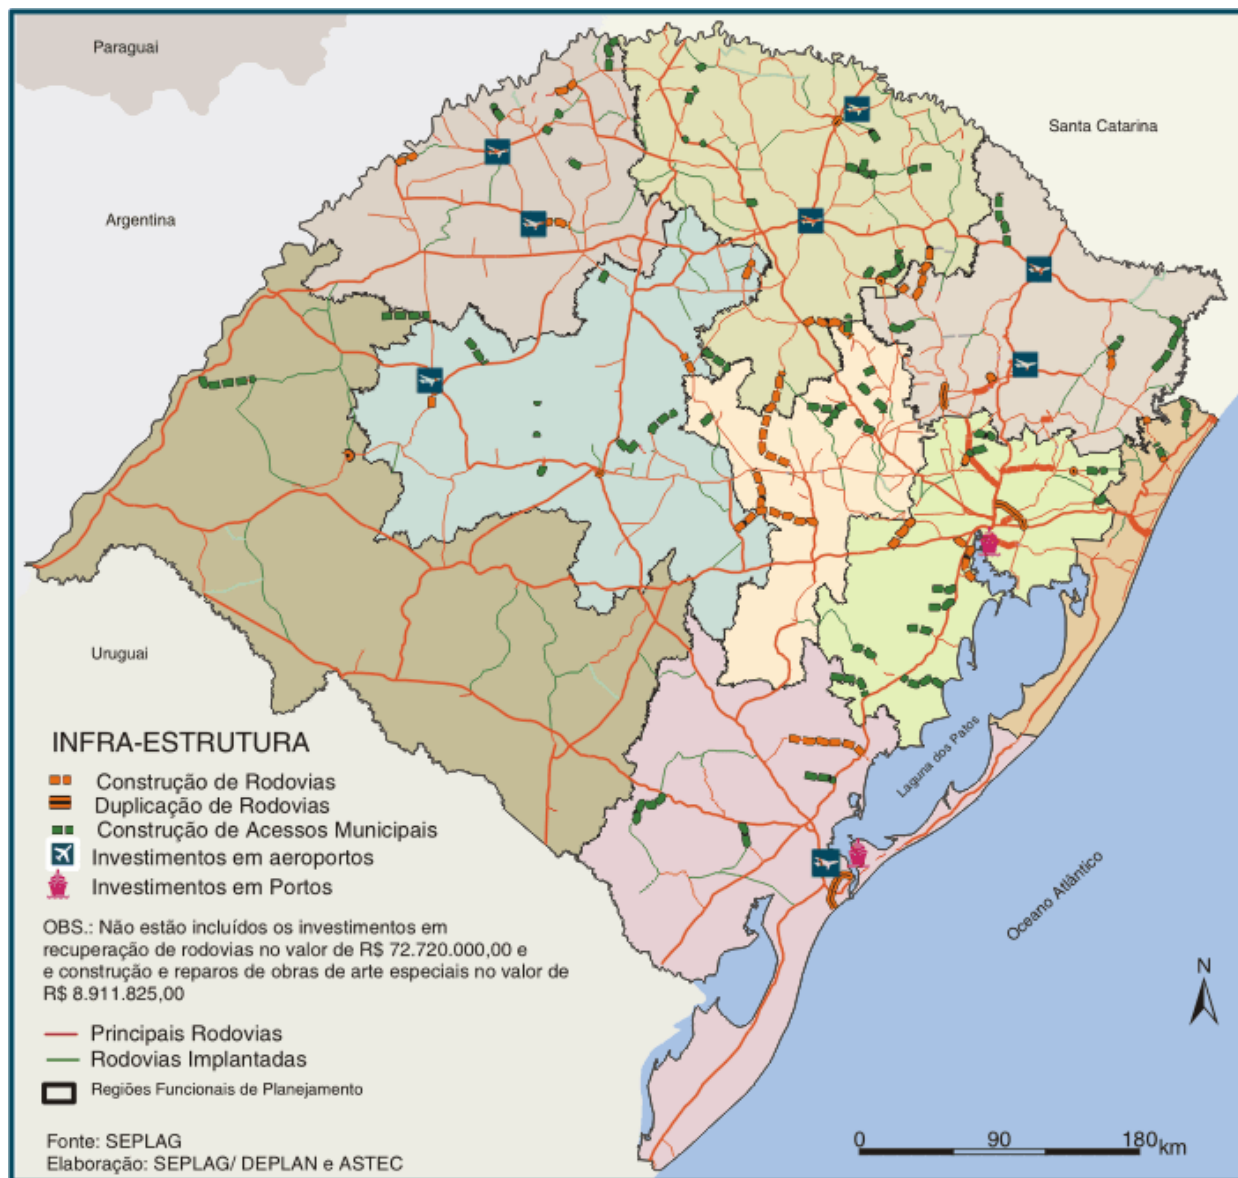 Paraguai
Santa Catarina
Argentina
Uruguai
Laguna dos Patos
Oceano Atlântico
INFRA-ESTRUTURA
Construção de Rodovias
Duplicação de Rodovias
Construção de Acessos Municipais
Investimentos em aeroportos
Investimentos em Portos
OBS.: Não estão incluídos os investimentos em
recuperação de rodovias no valor de R$ 72.720.000,00 e
e construção e reparos de obras de arte especiais no valor de
R$ 8.911.825,00
Principais Rodovias
Rodovias Implantadas
Regiões Funcionais de Planejamento
Fonte: SEPLAG
Elaboração: SEPLAG/ DEPLAN e ASTEC
N
0 90 180 km